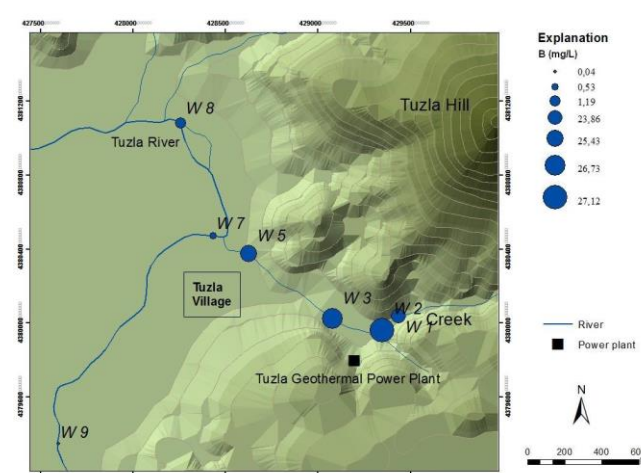 4287500 428000 428500 429000 429500
Explanation
B (mg/L)
0,04
0,53
1,19
23,86
25,43
26,73
27,12
Tuzla Hill
4381200
W 8
Tuzla River
4380800
W 7
W 5
4380400
Tuzla
Village
W 3
W 2
W 1
Creek
4380000
River
Power plant
Tuzla Geothermal Power Plant
4379600
N
W 9
0 200 400